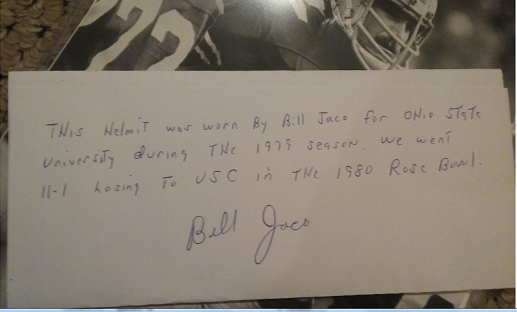 THis Helmit was worn By Bill Jaco for OHio STaTe
University during THe 1979 season. we went
11-1 Losing To USC in THe 1980 Rose Bowl.
Bill Jaco